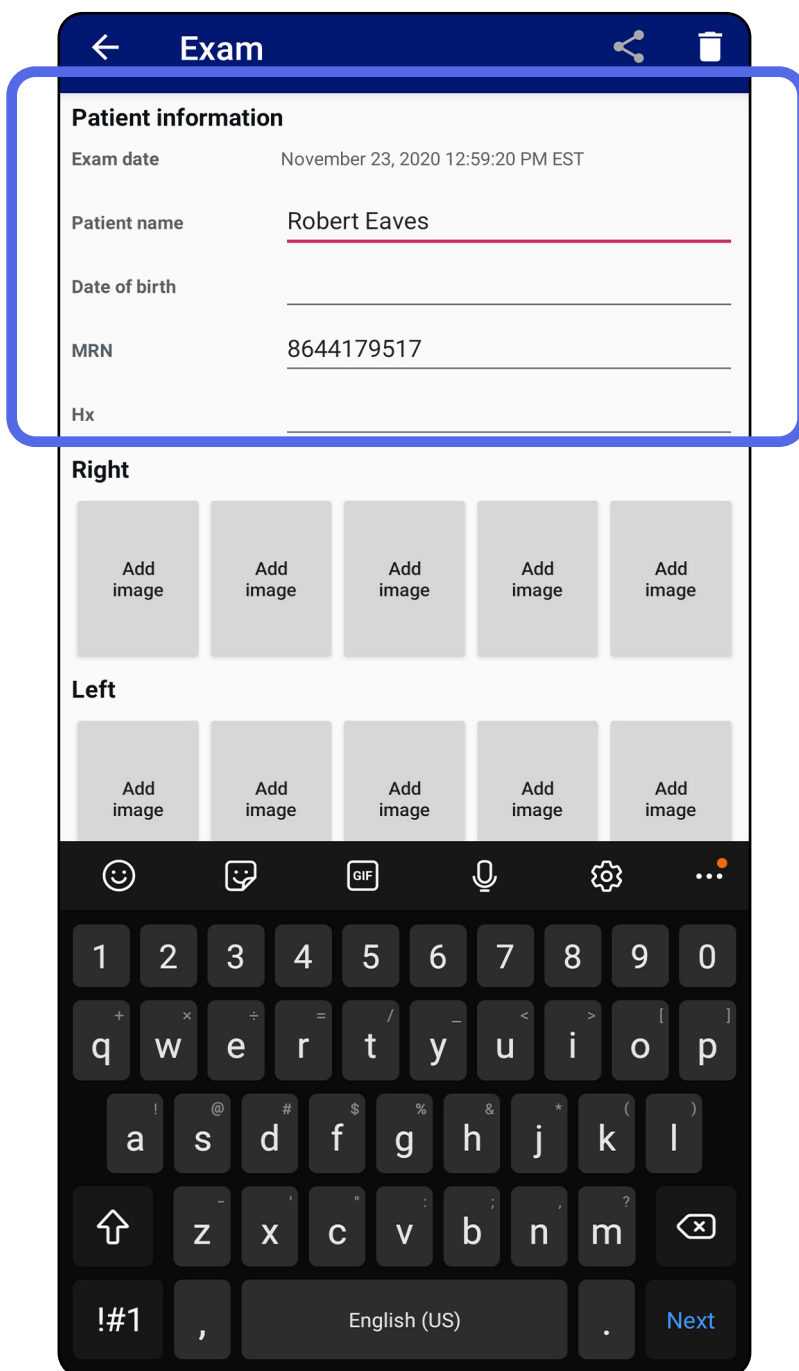 Exam
Patient information
Exam date November 23, 2020 12:59:20 PM EST
Patient name Robert Eaves
Date of birth
MRN 8644179517
Hx
Right
Add image Add image Add image Add image Add image
Left
Add image Add image Add image Add image Add image
GIF
1 2 3 4 5 6 7 8 9 0
+ × ÷ = / _ < > [ ]
q w e r t y u i o p
! @ # $ % & * ( )
a s d f g h j k l
- ' " : ; , ?
z x c v b n m
!#1 , English (US) . Next